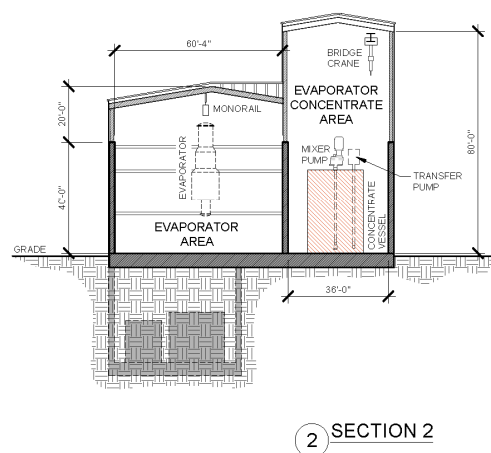 60'-4"
BRIDGE
CRANE
EVAPORATOR
CONCENTRATE
AREA
20'-0"
MONORAIL
80'-0"
MIXER
PUMP
EVAPORATOR
TRANSFER
PUMP
40'-0"
CONCENTRATE
VESSEL
EVAPORATOR
AREA
GRADE
36'-0"
2 SECTION 2